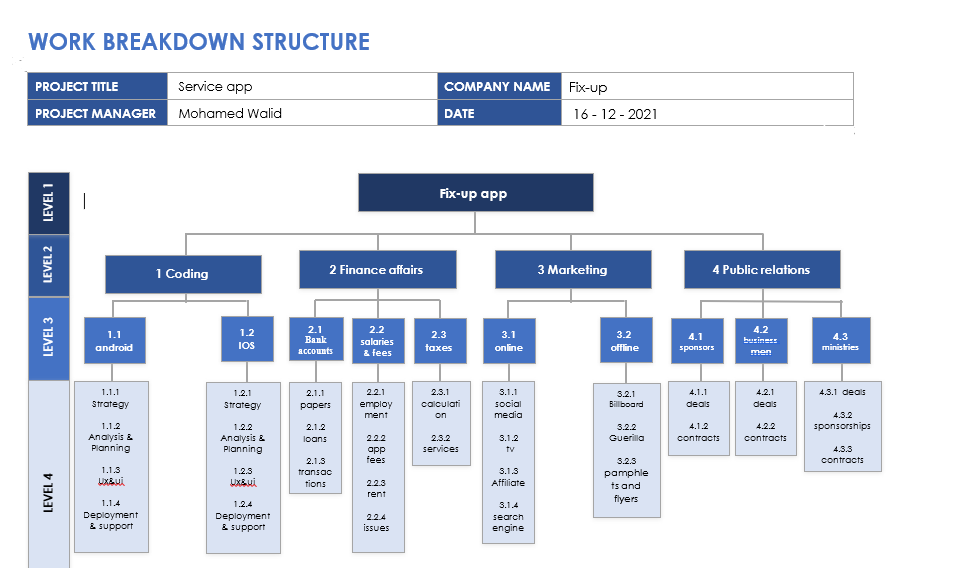 WORK BREAKDOWN STRUCTURE
PROJECT TITLE Service app COMPANY NAME Fix-up
PROJECT MANAGER Mohamed Walid DATE 16 - 12 - 2021
LEVEL 1
Fix-up app
LEVEL 2
1 Coding
2 Finance affairs
3 Marketing
4 Public relations
LEVEL 3
1.1
android
1.2
IOS
2.1
Bank
accounts
2.2
salaries
& fees
2.3
taxes
3.1
online
3.2
offline
4.1
sponsors
4.2
business
men
4.3
ministries
LEVEL 4
1.1.1
Strategy
1.1.2
Analysis &
Planning
1.1.3
Ux&ui
1.1.4
Deployment
& support
1.2.1
Strategy
1.2.2
Analysis &
Planning
1.2.3
Ux&ui
1.2.4
Deployment
& support
2.1.1
papers
2.1.2
loans
2.1.3
transac
tions
2.2.1
employ
ment
2.2.2
app
fees
2.2.3
rent
2.2.4
issues
2.3.1
calculati
on
2.3.2
services
3.1.1
social
media
3.1.2
tv
3.1.3
Affiliate
3.1.4
search
engine
3.2.1
Billboard
3.2.2
Guerilla
3.2.3
pamphle
ts and
flyers
4.1.1
deals
4.1.2
contracts
4.2.1
deals
4.2.2
contracts
4.3.1 deals
4.3.2
sponsorships
4.3.3
contracts